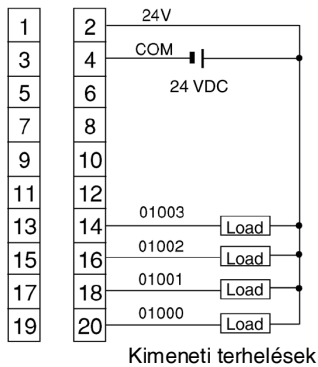 1 2 24V
3 4 COM
24 VDC
5 6
7 8
9 10
11 12
13 14 01003 Load
15 16 01002 Load
17 18 01001 Load
19 20 01000 Load
Kimeneti terhelések